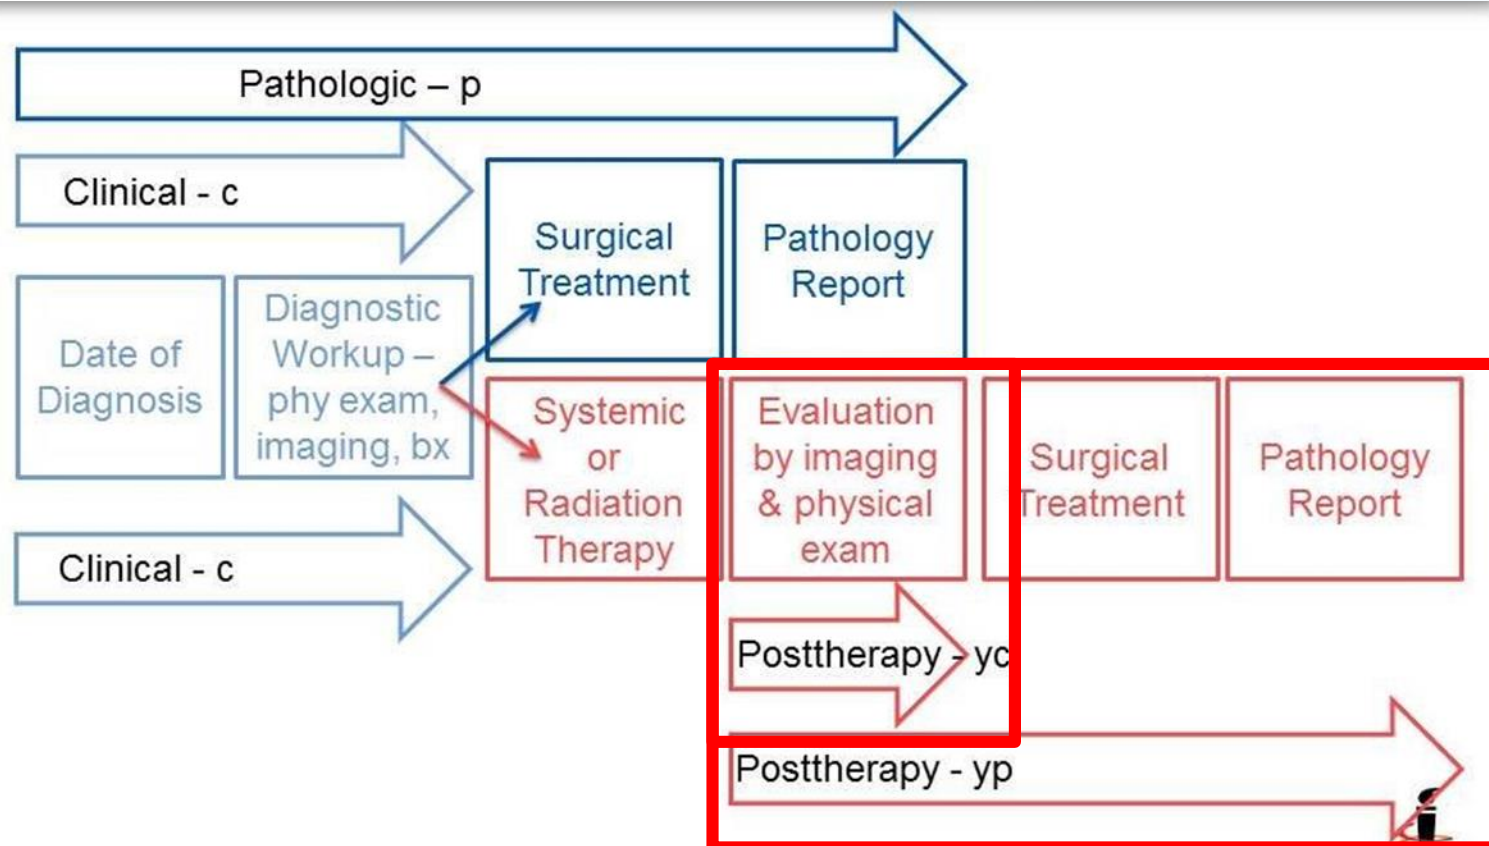 Pathologic – p
Clinical - c
Surgical
Treatment
Pathology
Report
Date of
Diagnosis
Diagnostic
Workup –
phy exam,
imaging, bx
Systemic
or
Radiation
Therapy
Evaluation
by imaging
& physical
exam
Surgical
Treatment
Pathology
Report
Clinical - c
Posttherapy - yc
Posttherapy - yp